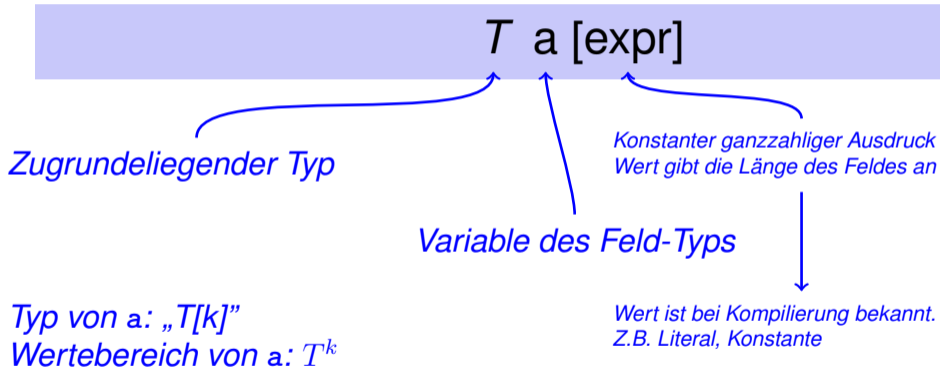 T a [expr]
Zugrundeliegender Typ
Konstanter ganzzahliger Ausdruck
Wert gibt die Länge des Feldes an
Variable des Feld-Typs
Typ von a: „T[k]”
Wertebereich von a: Tᵏ
Wert ist bei Kompilierung bekannt.
Z.B. Literal, Konstante